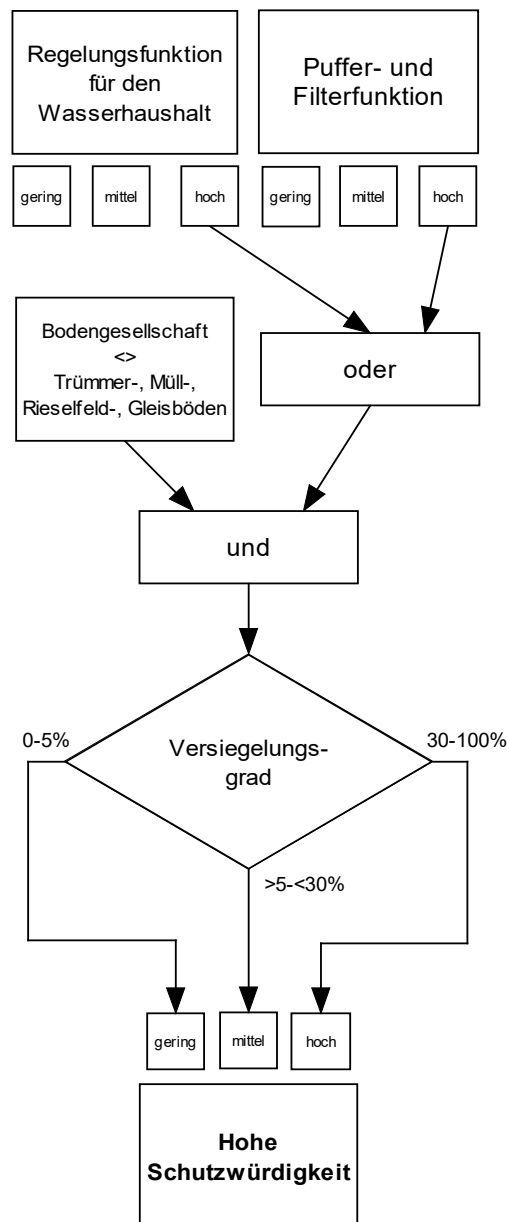 Regelungsfunktion
für den
Wasserhaushalt
Puffer- und
Filterfunktion
gering
mittel
hoch
gering
mittel
hoch
Bodengesellschaft
<>
Trümmer-, Müll-,
Rieselfeld-, Gleisböden
oder
und
0-5%
Versiegelungs-
grad
30-100%
>5-<30%
gering
mittel
hoch
Hohe
Schutzwürdigkeit